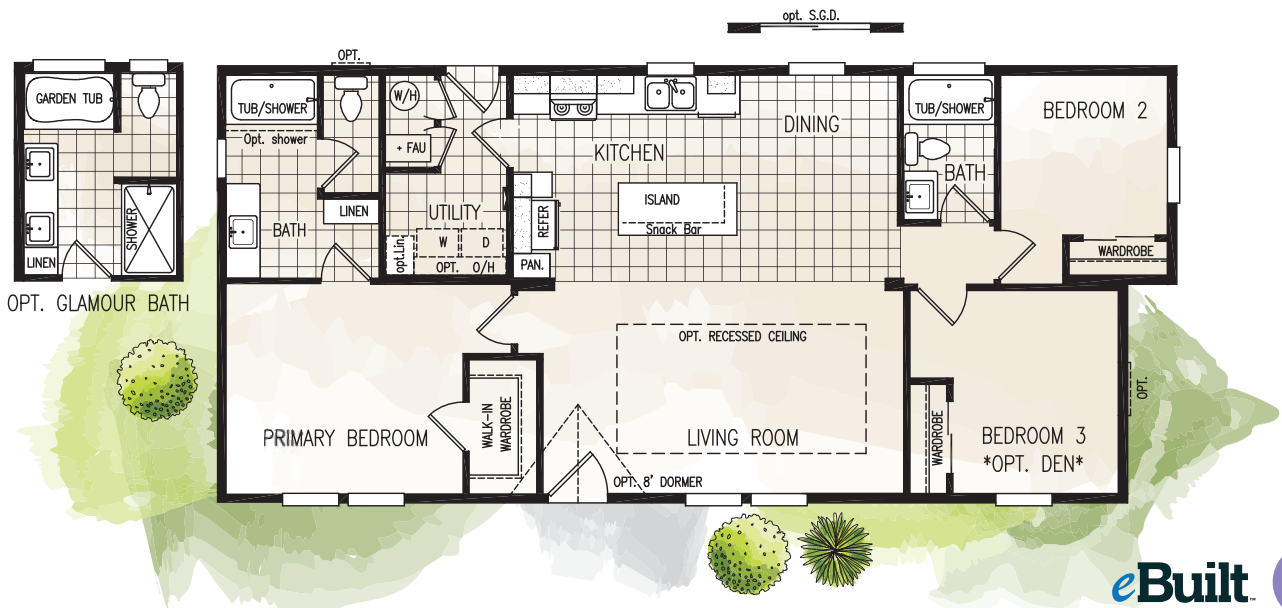 opt. S.G.D.
OPT.
GARDEN TUB
SHOWER
LINEN
OPT. GLAMOUR BATH
TUB/SHOWER
Opt. shower
BATH
LINEN
W/H
+ FAU
UTILITY
opt.Lin.
W
D
OPT. O/H
REFER
PAN.
KITCHEN
DINING
ISLAND
Snack Bar
TUB/SHOWER
BATH
BEDROOM 2
WARDROBE
PRIMARY BEDROOM
WALK-IN
WARDROBE
OPT. RECESSED CEILING
LIVING ROOM
OPT. 8' DORMER
WARDROBE
BEDROOM 3
*OPT. DEN*
OPT.
eBuilt